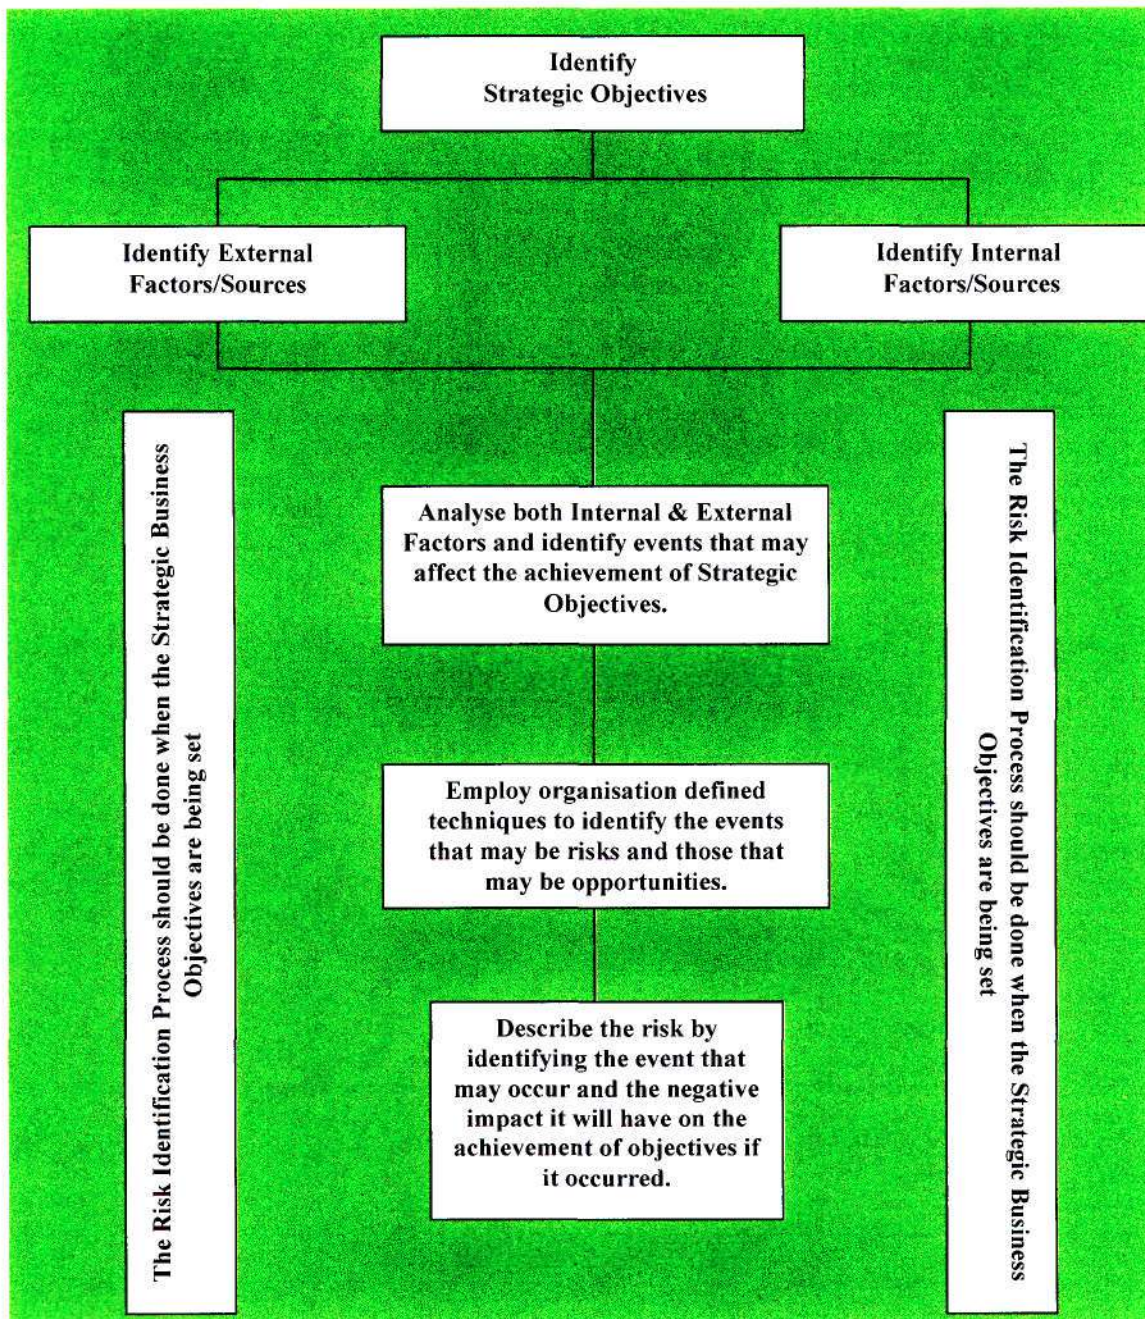 Identify
Strategic Objectives
Identify External
Factors/Sources
Identify Internal
Factors/Sources
The Risk Identification Process should be done when the Strategic Business
Objectives are being set
Analyse both Internal & External
Factors and identify events that may
affect the achievement of Strategic
Objectives.
Employ organisation defined
techniques to identify the events
that may be risks and those that
may be opportunities.
Describe the risk by
identifying the event that
may occur and the negative
impact it will have on the
achievement of objectives if
it occurred.
The Risk Identification Process should be done when the Strategic Business
Objectives are being set